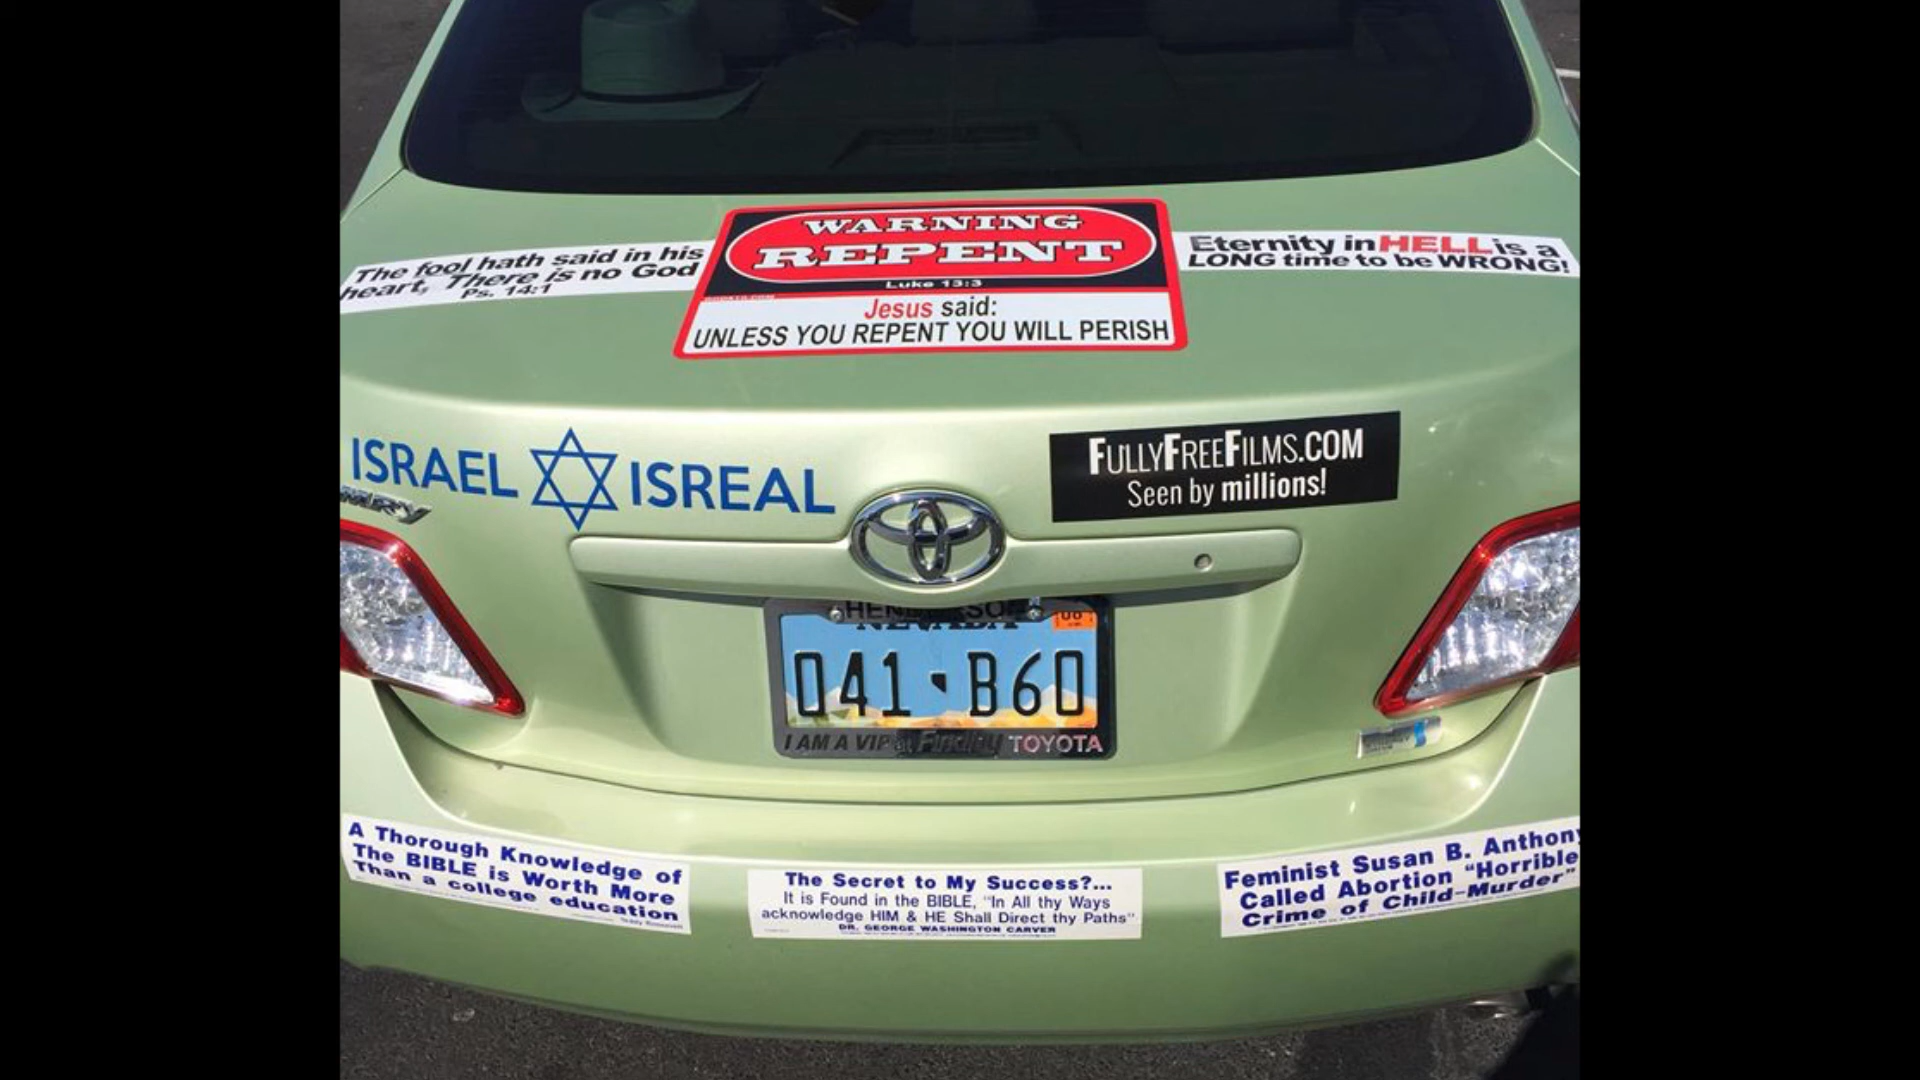 The fool hath said in his
heart, There is no God
Ps. 14:1
WARNING
REPENT
Luke 13:3
Jesus said:
UNLESS YOU REPENT YOU WILL PERISH
Eternity in HELL is a
LONG time to be WRONG!
ISRAEL ISREAL
FULLYFREEFILMS.COM
Seen by millions!
NEVADA
041 B60
I AM A VIP at Findlay TOYOTA
A Thorough Knowledge of
The BIBLE is Worth More
Than a college education
The Secret to My Success?...
It is Found in the BIBLE, "In All thy Ways
acknowledge HIM & HE Shall Direct thy Paths"
DR. GEORGE WASHINGTON CARVER
Feminist Susan B. Anthony
Called Abortion "Horrible
Crime of Child-Murder"